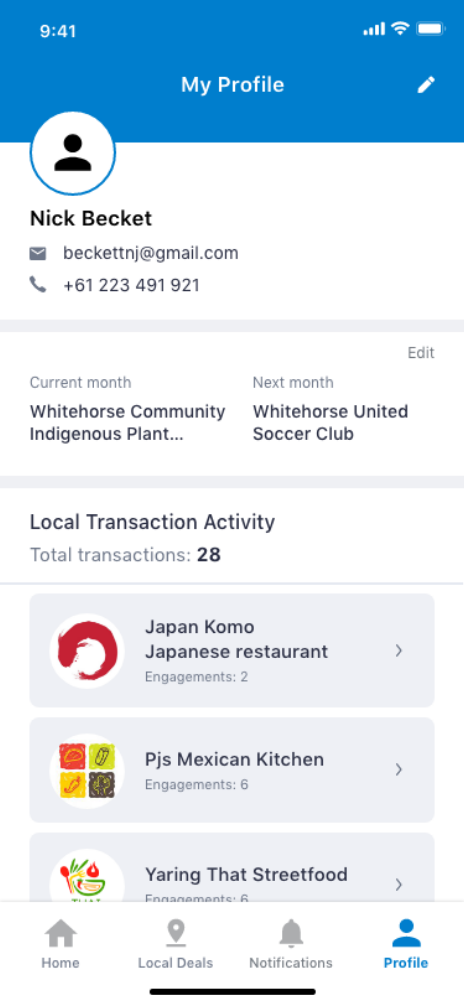 9:41
My Profile
Nick Becket
beckettnj@gmail.com
+61 223 491 921
Edit
Current month
Whitehorse Community
Indigenous Plant...
Next month
Whitehorse United
Soccer Club
Local Transaction Activity
Total transactions: 28
Japan Komo
Japanese restaurant
Engagements: 2
Pjs Mexican Kitchen
Engagements: 6
Yaring That Streetfood
Engagements: 6
Home
Local Deals
Notifications
Profile